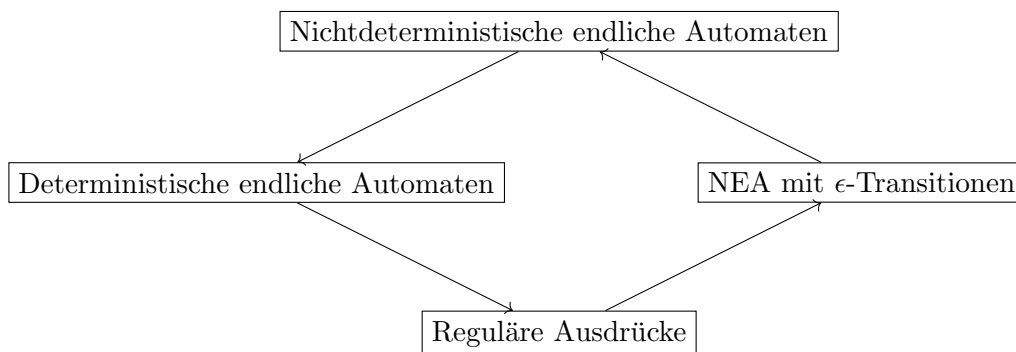 Nichtdeterministische endliche Automaten
Deterministische endliche Automaten
NEA mit ϵ-Transitionen
Reguläre Ausdrücke